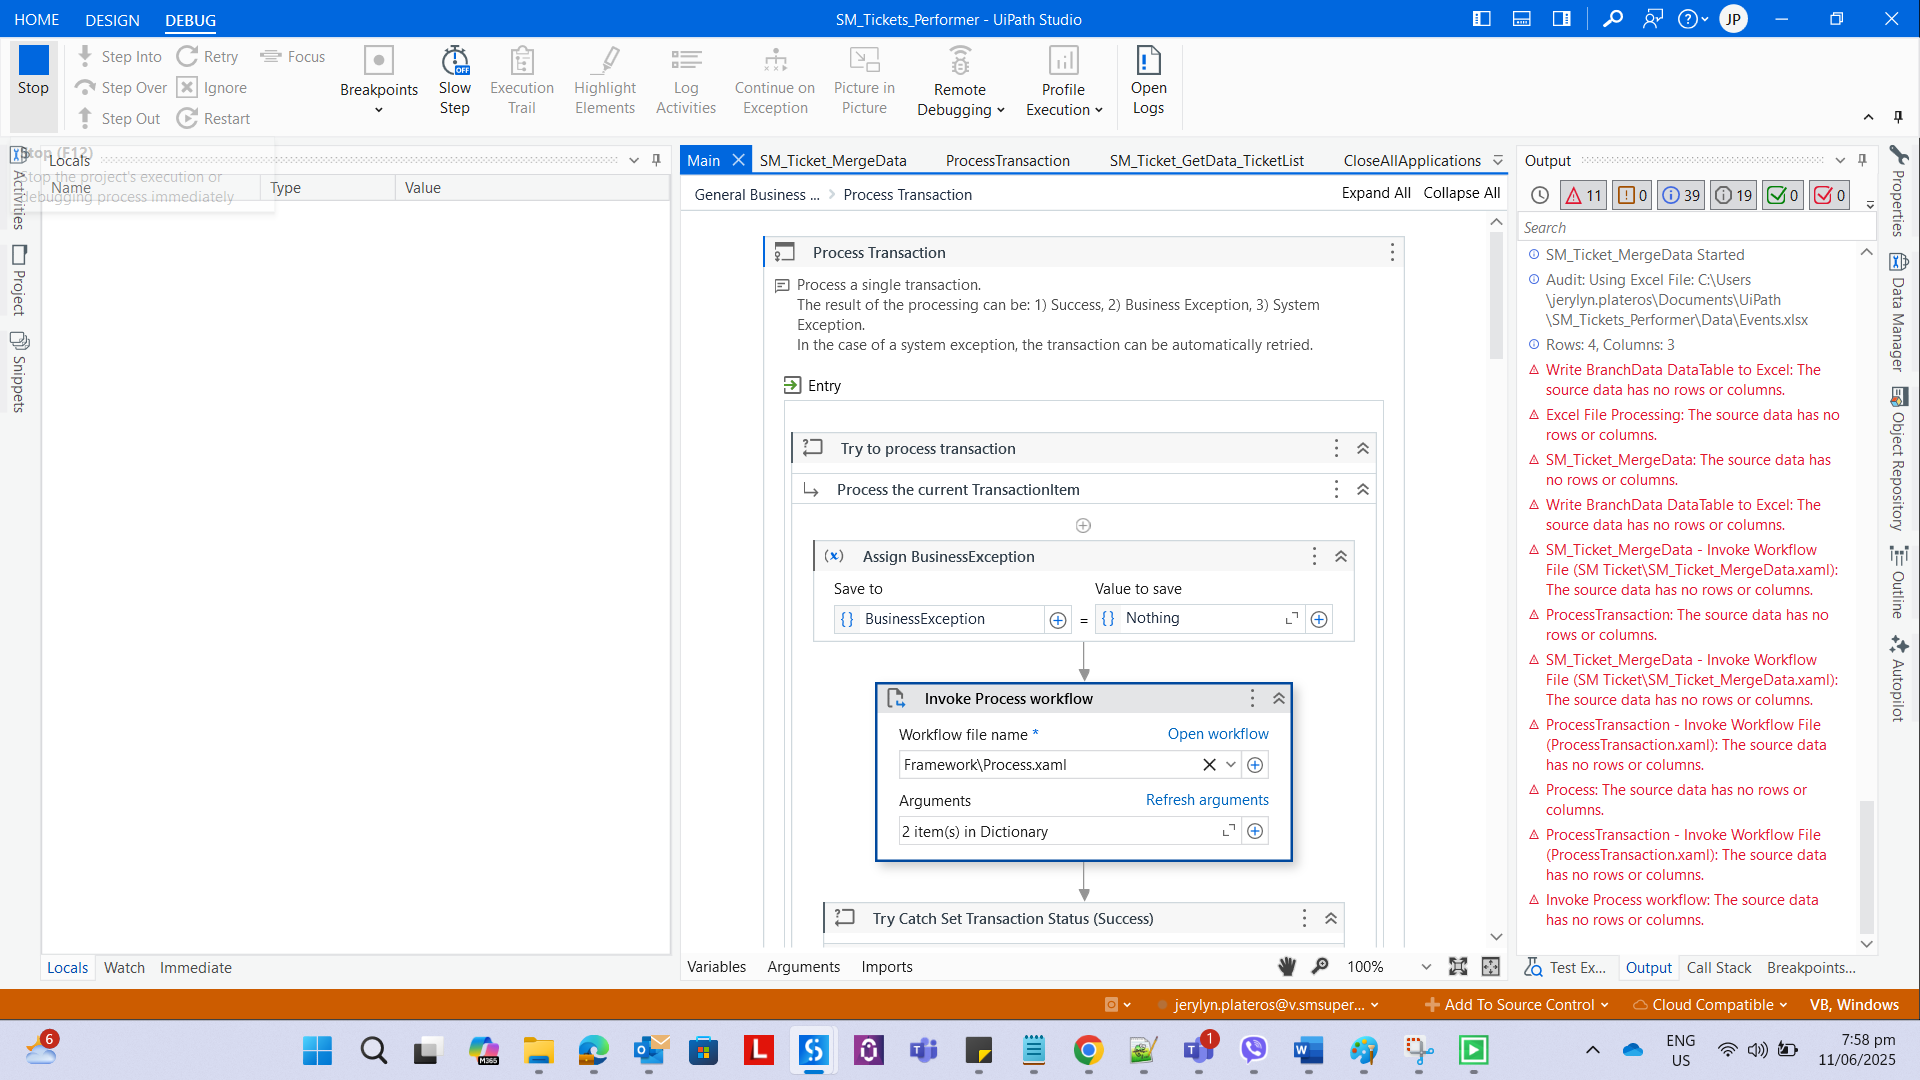 HOME DESIGN DEBUG
SM_Tickets_Performer - UiPath Studio
JP
Stop
Step Into
Step Over
Step Out
Retry
Ignore
Restart
Focus
Breakpoints
Slow
Step
OFF
Execution
Trail
Highlight
Elements
Log
Activities
Continue on
Exception
Picture in
Picture
Remote
Debugging
Profile
Execution
Open
Logs
Stop (F12)
Stop the project's execution or
debugging process immediately
Activities
Project
Snippets
Locals
Name Type Value
Locals Watch Immediate
Main SM_Ticket_MergeData ProcessTransaction SM_Ticket_GetData_TicketList CloseAllApplications
General Business ... > Process Transaction
Expand All Collapse All
Process Transaction
Process a single transaction.
The result of the processing can be: 1) Success, 2) Business Exception, 3) System
Exception.
In the case of a system exception, the transaction can be automatically retried.
Entry
Try to process transaction
Process the current TransactionItem
Assign BusinessException
Save to Value to save
BusinessException = Nothing
Invoke Process workflow
Workflow file name * Open workflow
Framework\Process.xaml
Arguments Refresh arguments
2 item(s) in Dictionary
Try Catch Set Transaction Status (Success)
Variables Arguments Imports
100%
Output
11 0 39 19 0 0
Search
SM_Ticket_MergeData Started
Audit: Using Excel File: C:\Users
\jerylyn.plateros\Documents\UiPath
\SM_Tickets_Performer\Data\Events.xlsx
Rows: 4, Columns: 3
Write BranchData DataTable to Excel: The
source data has no rows or columns.
Excel File Processing: The source data has no
rows or columns.
SM_Ticket_MergeData: The source data has
no rows or columns.
Write BranchData DataTable to Excel: The
source data has no rows or columns.
SM_Ticket_MergeData - Invoke Workflow
File (SM Ticket\SM_Ticket_MergeData.xaml):
The source data has no rows or columns.
ProcessTransaction: The source data has no
rows or columns.
SM_Ticket_MergeData - Invoke Workflow
File (SM Ticket\SM_Ticket_MergeData.xaml):
The source data has no rows or columns.
ProcessTransaction - Invoke Workflow File
(ProcessTransaction.xaml): The source data
has no rows or columns.
Process: The source data has no rows or
columns.
ProcessTransaction - Invoke Workflow File
(ProcessTransaction.xaml): The source data
has no rows or columns.
Invoke Process workflow: The source data
has no rows or columns.
Test Ex... Output Call Stack Breakpoints...
Properties
Data Manager
Object Repository
Outline
Autopilot
jerylyn.plateros@v.smsuper...
Add To Source Control
Cloud Compatible
VB, Windows
6
M365
1
ENG
US
7:58 pm
11/06/2025